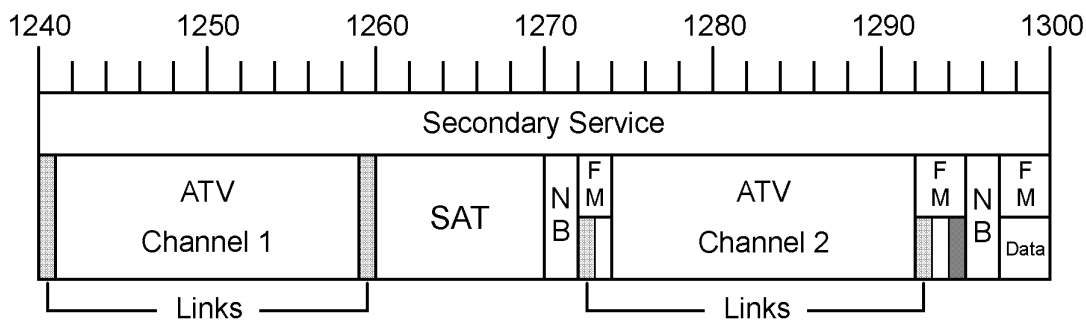 1240 1250 1260 1270 1280 1290 1300
Secondary Service
ATV
Channel 1
SAT
N
B
F
M
ATV
Channel 2
F
M
N
B
F
M
Data
Links
Links